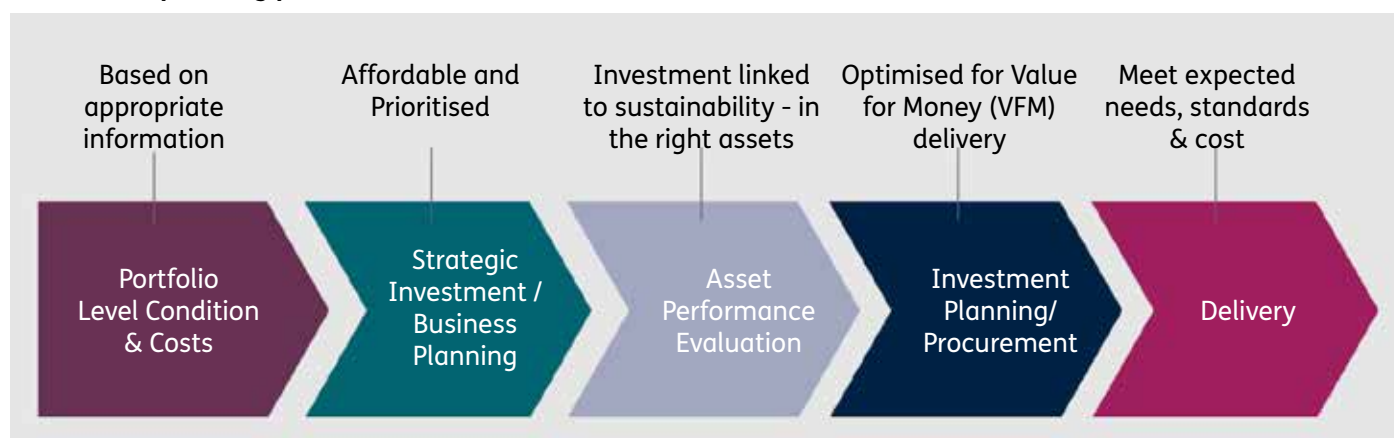 Based on
appropriate
information
Affordable and
Prioritised
Investment linked
to sustainability - in
the right assets
Optimised for Value
for Money (VFM)
delivery
Meet expected
needs, standards
& cost
Portfolio
Level Condition
& Costs
Strategic
Investment /
Business
Planning
Asset
Performance
Evaluation
Investment
Planning/
Procurement
Delivery